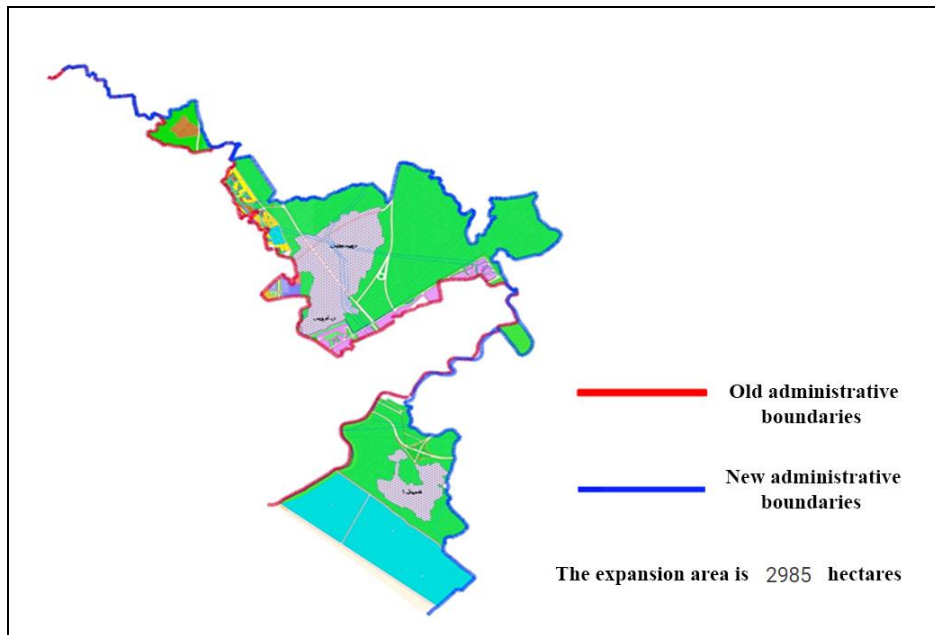 Old administrative
boundaries
New administrative
boundaries
The expansion area is 2985 hectares